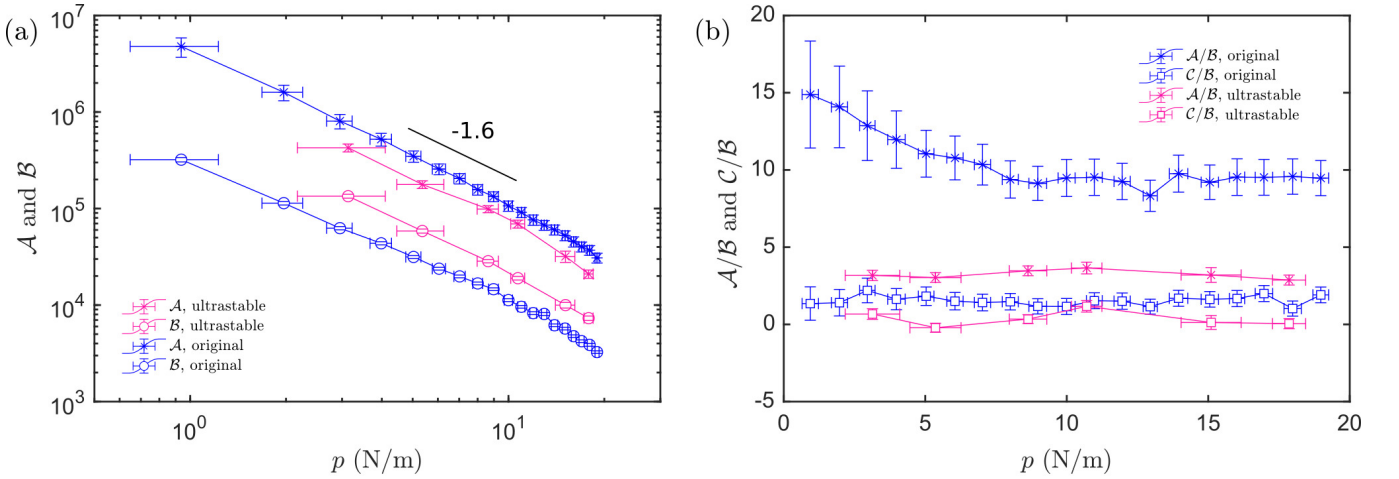 (a)
10^7
10^6
10^5
10^4
10^3
𝒜 and ℬ
-1.6
𝒜, ultrastable
ℬ, ultrastable
𝒜, original
ℬ, original
10^0
10^1
p (N/m)
(b)
20
15
10
5
0
-5
𝒜/ℬ and 𝒞/ℬ
𝒜/ℬ, original
𝒞/ℬ, original
𝒜/ℬ, ultrastable
𝒞/ℬ, ultrastable
0 5 10 15 20
p (N/m)